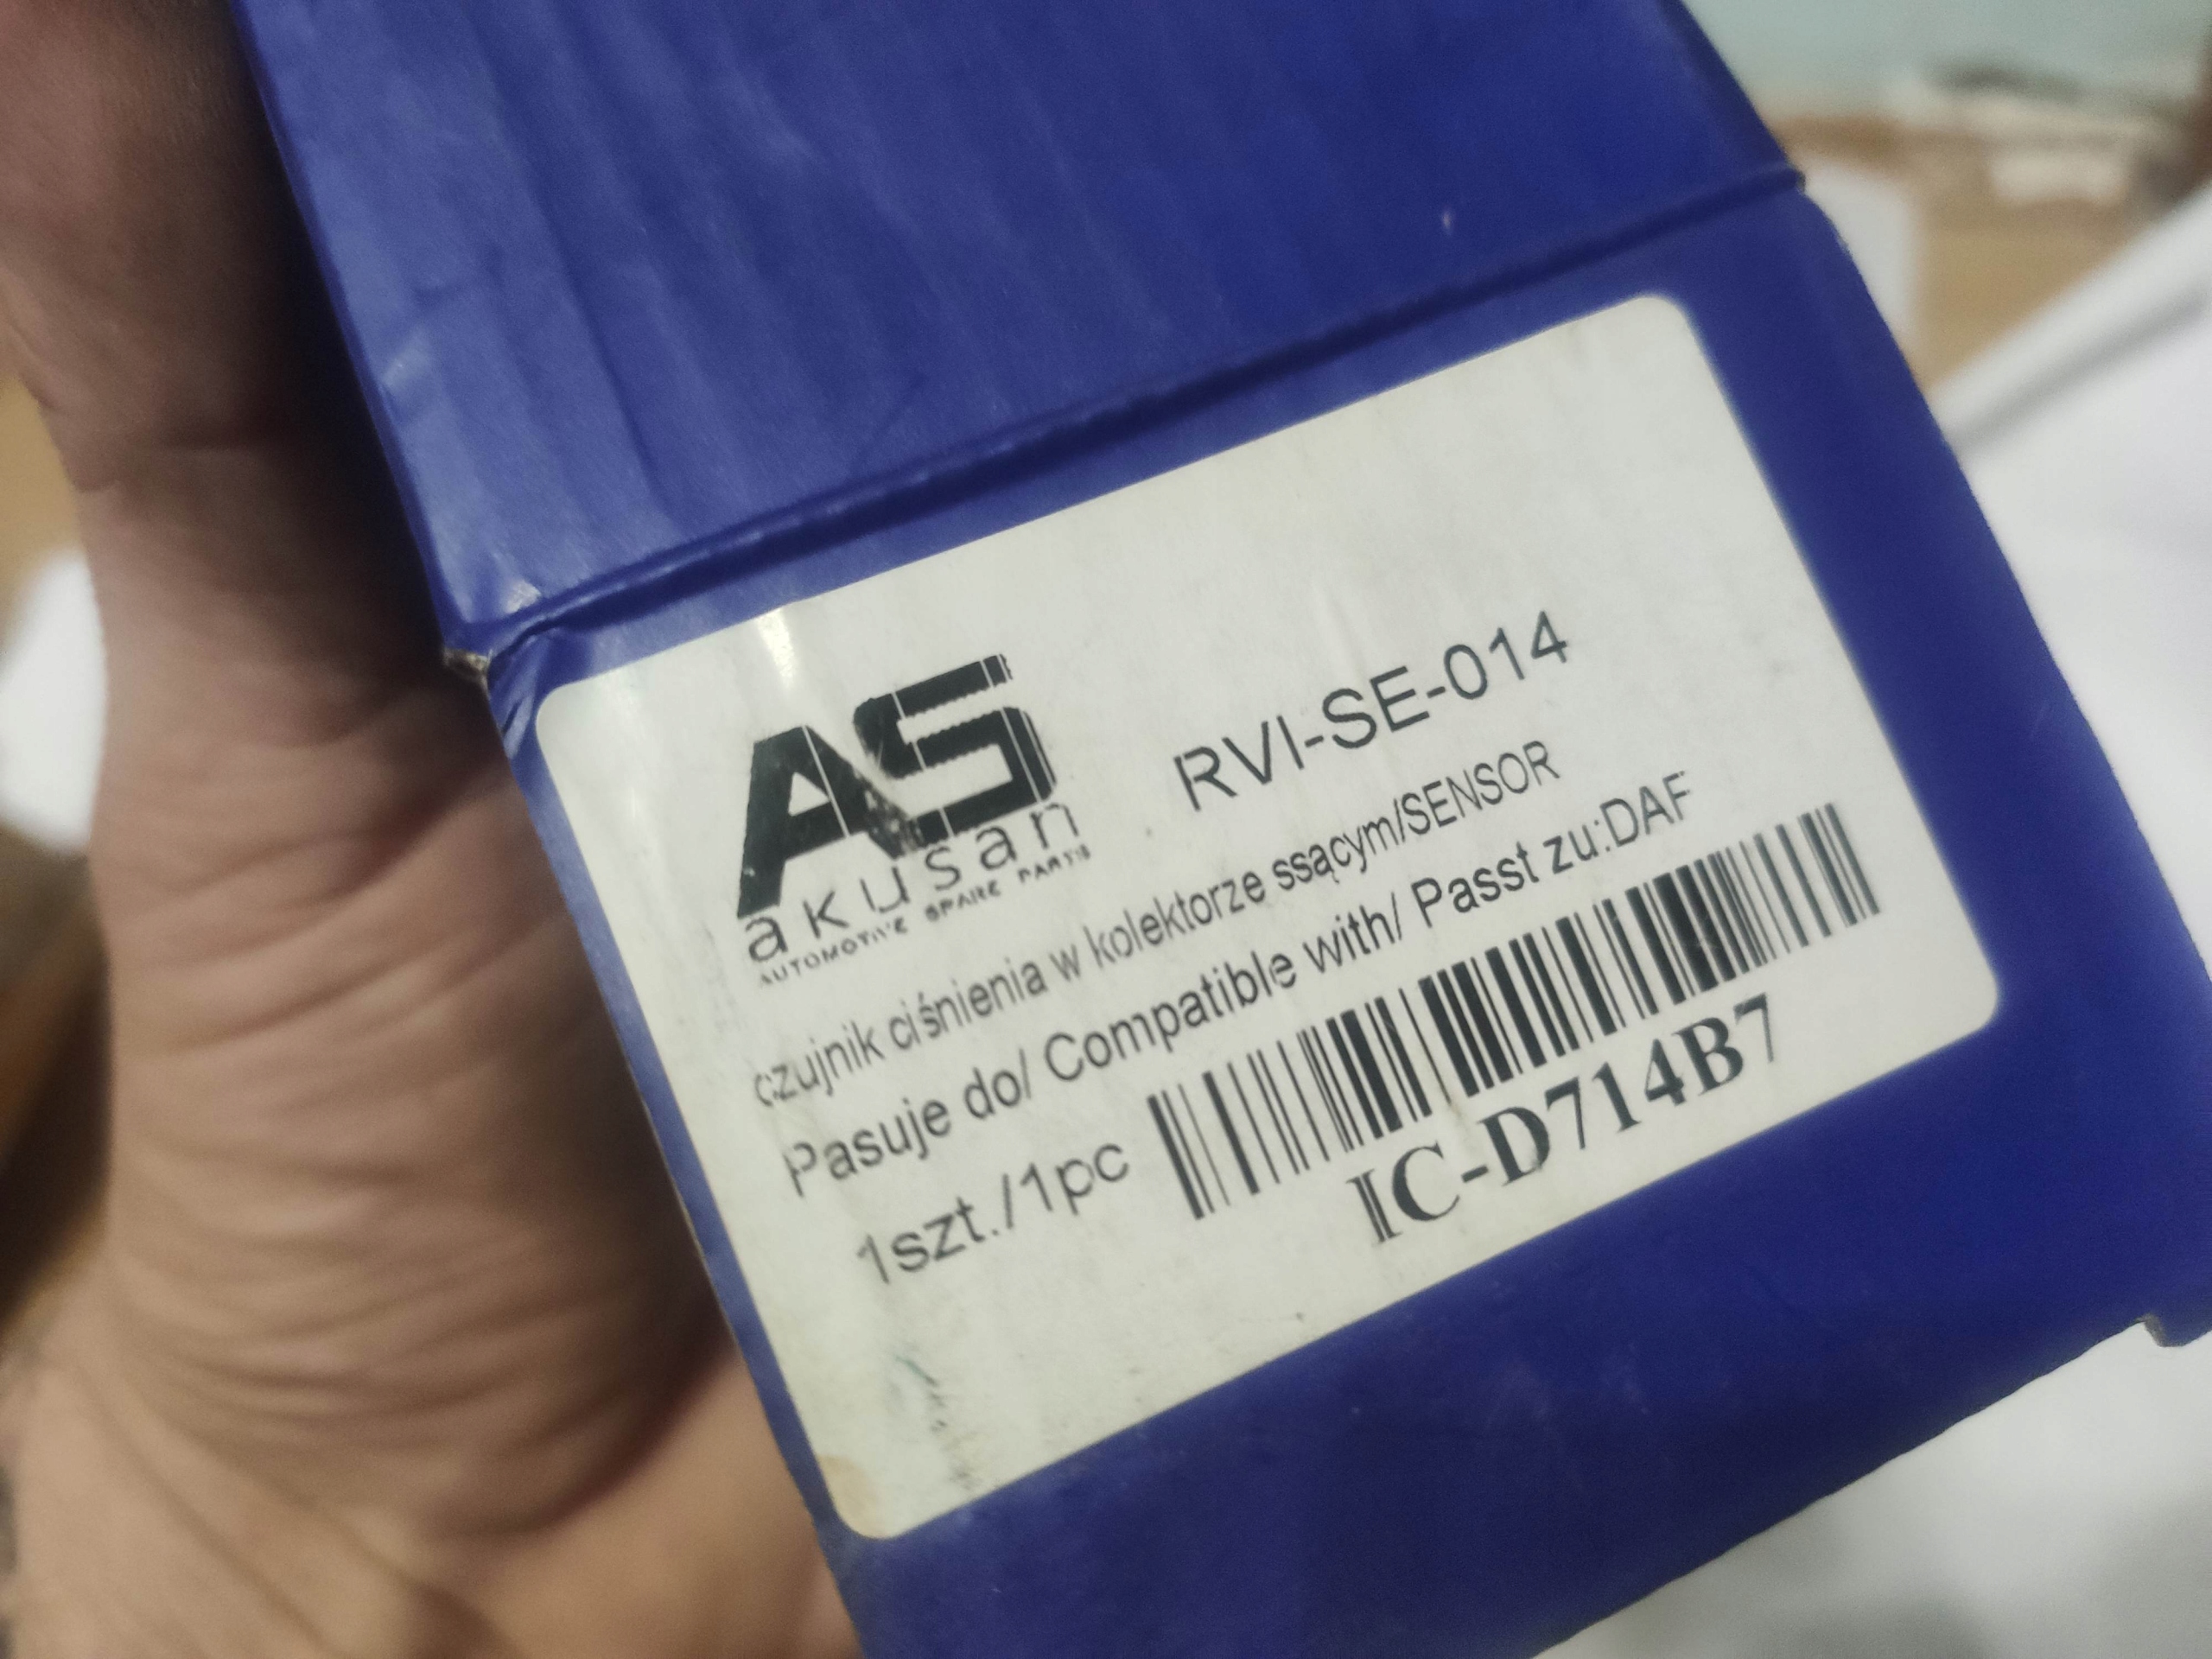 AS
akusan
AUTOMOTIVE SPARE PARTS
RVI-SE-014
czujnik ciśnienia w kolektorze ssącym/SENSOR
Pasuje do/ Compatible with/ Passt zu:DAF
1szt./1pc
IC-D714B7